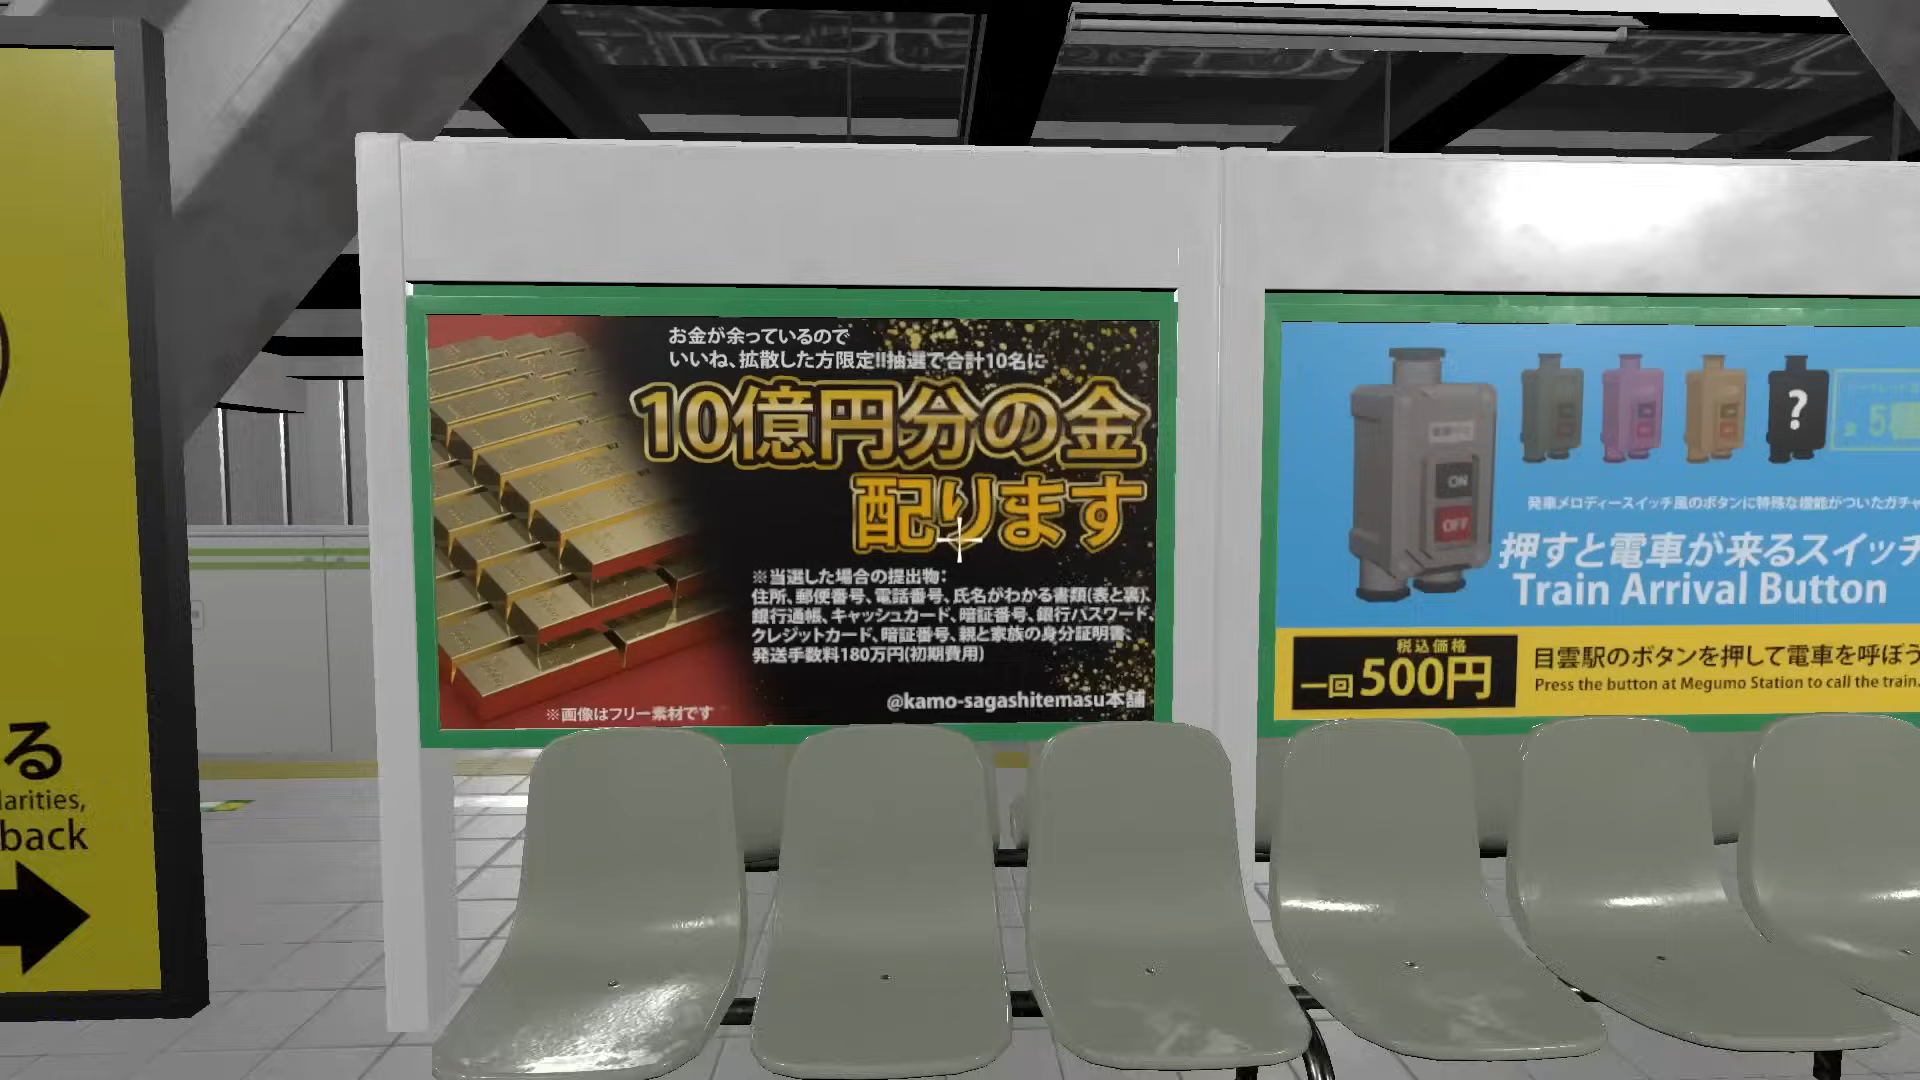 る
larities,
back
お金が余っているので
いいね、拡散した方限定!!抽選で合計10名に
10億円分の金
配ります
※当選した場合の提出物:
住所、郵便番号、電話番号、氏名がわかる書類(表と裏)、
銀行通帳、キャッシュカード、暗証番号、銀行パスワード、
クレジットカード、暗証番号、親と家族の身分証明書、
発送手数料180万円(初期費用)
@kamo-sagashitemasu本舗
※画像はフリー素材です
ON
OFF
?
発車メロディースイッチ風のボタンに特殊な機能がついたガチャ
押すと電車が来るスイッチ
Train Arrival Button
税込価格
一回500円
目雲駅のボタンを押して電車を呼ぼう
Press the button at Megumo Station to call the train.